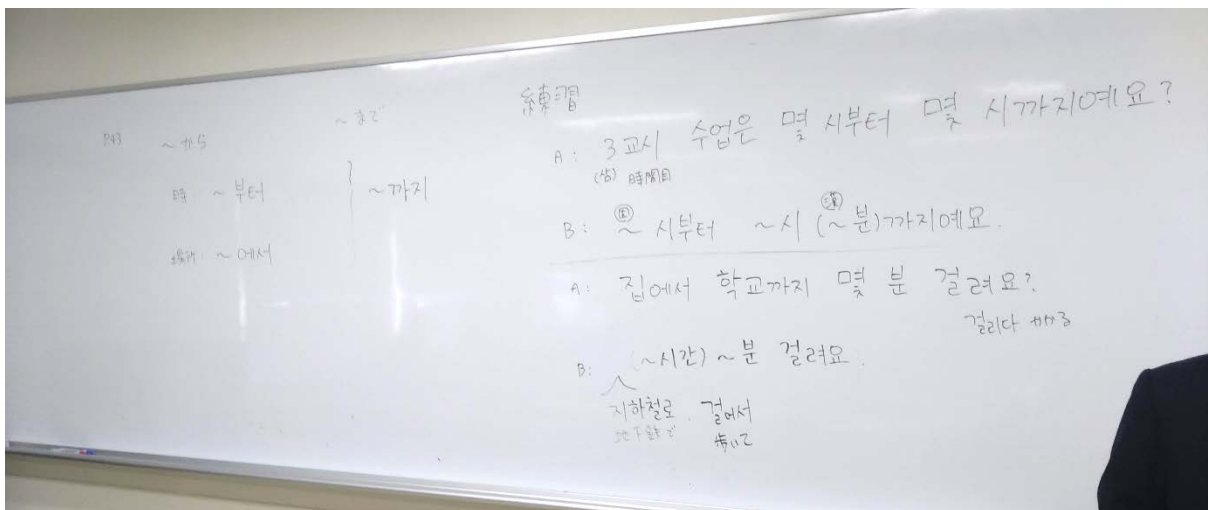 P43 ~から ~まで
時 ~부터 } ~까지
場所: ~에서
練習
A: 3교시 수업은 몇 시부터 몇 시까지예요?
時間目
B: ~시부터 ~시 (~분)까지예요.
固 漢
A: 집에서 학교까지 몇 분 걸려요?
걸리다 かかる
B: (~시간) ~분 걸려요.
지하철로. 걸어서
地下鉄で 歩いて